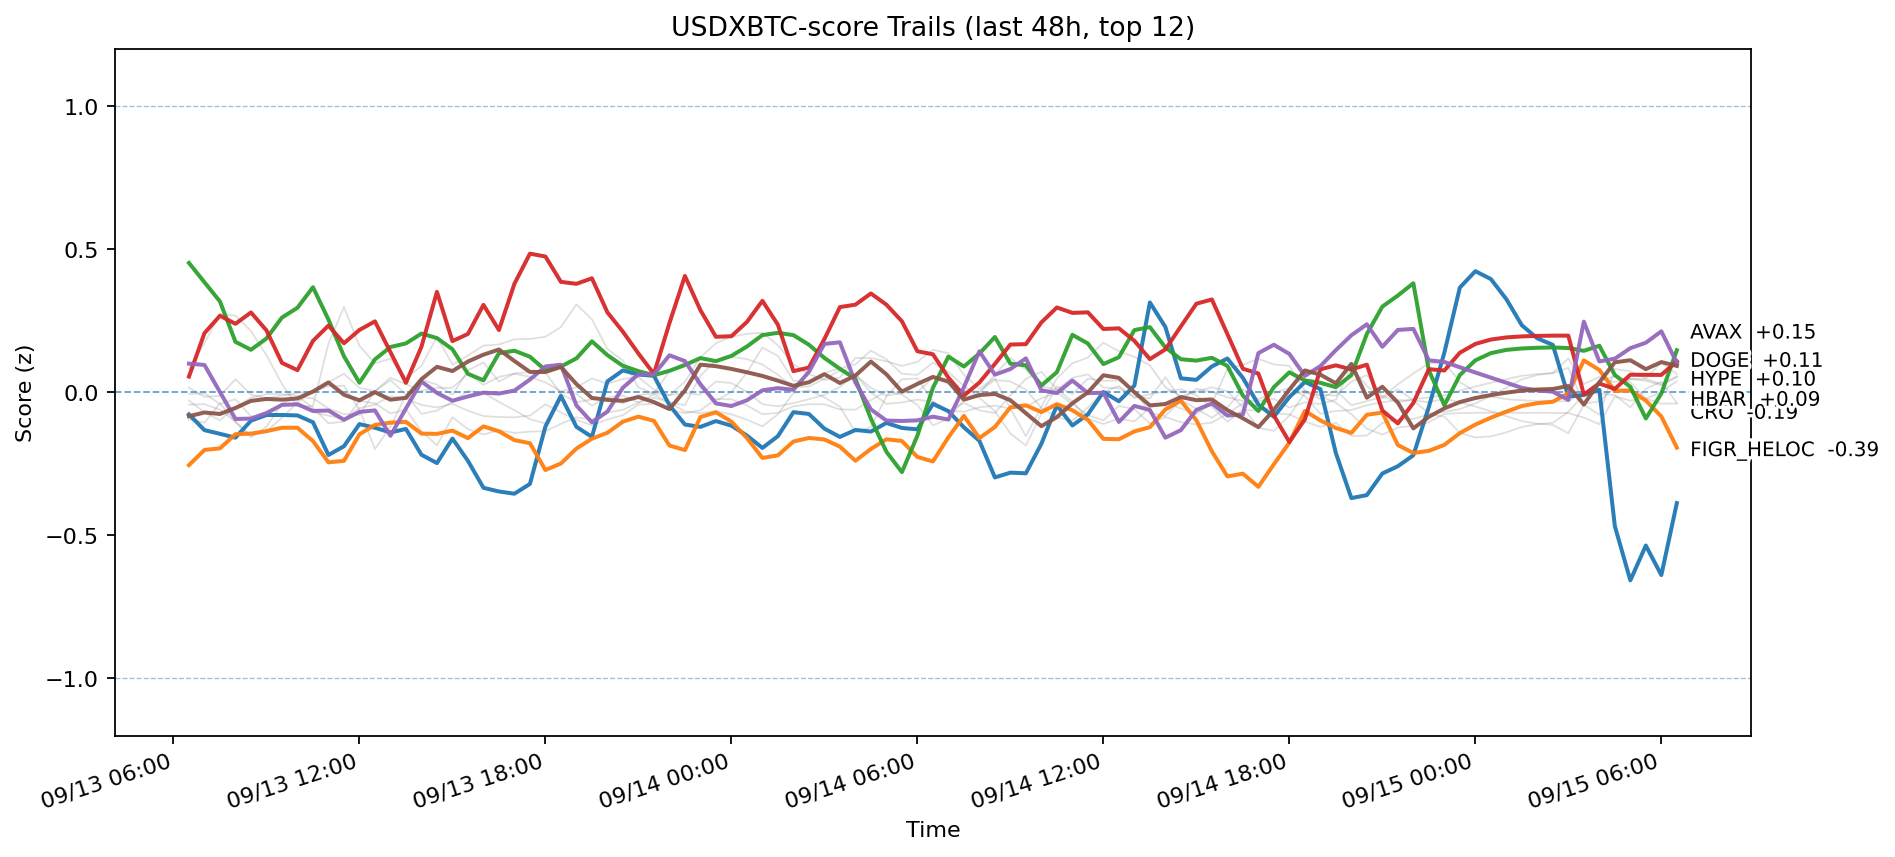 USDXBTC-score Trails (last 48h, top 12)
Score (z)
1.0
0.5
0.0
−0.5
−1.0
AVAX +0.15
DOGE +0.11
HYPE +0.10
HBAR +0.09
CRO -0.19
FIGR_HELOC -0.39
09/13 06:00
09/13 12:00
09/13 18:00
09/14 00:00
09/14 06:00
09/14 12:00
09/14 18:00
09/15 00:00
09/15 06:00
Time